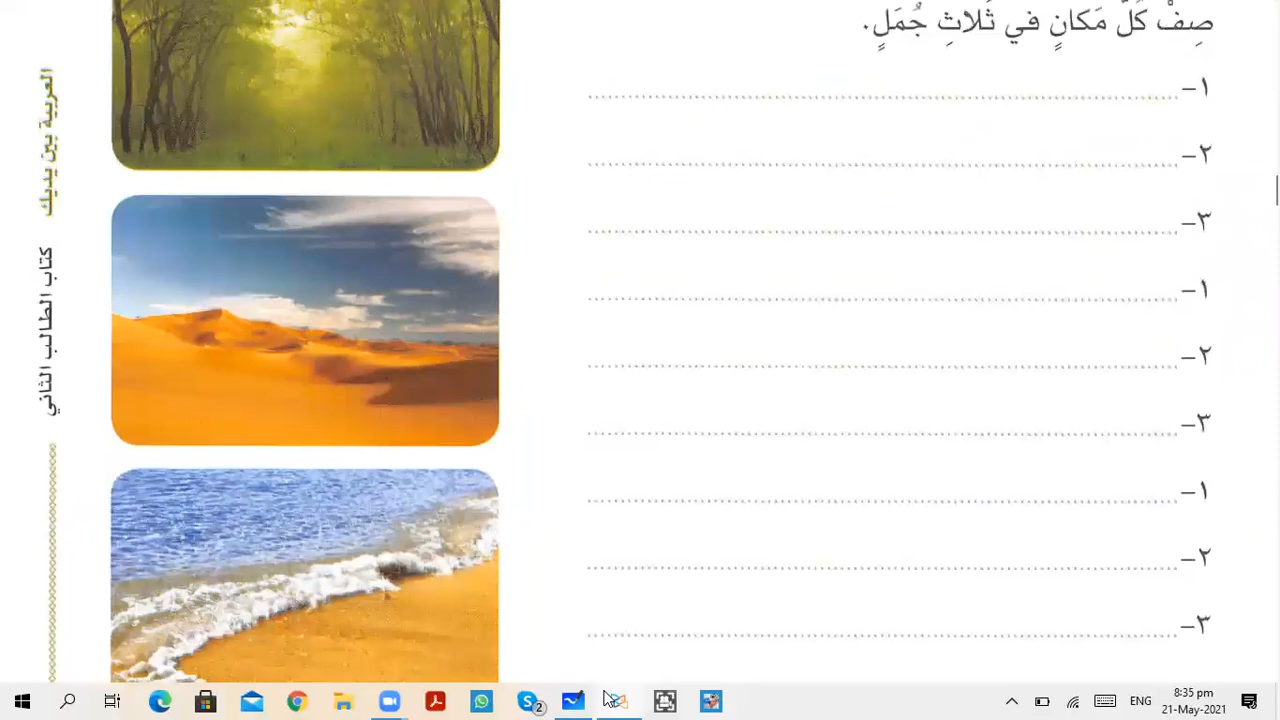 صِفْ كُلَّ مَكانٍ في ثَلاثِ جُمَلٍ.
١-
٢-
٣-
١-
٢-
٣-
١-
٢-
٣-
العربية بين يديك
كتاب الطالب الثاني
2
ENG
8:35 pm
21-May-2021